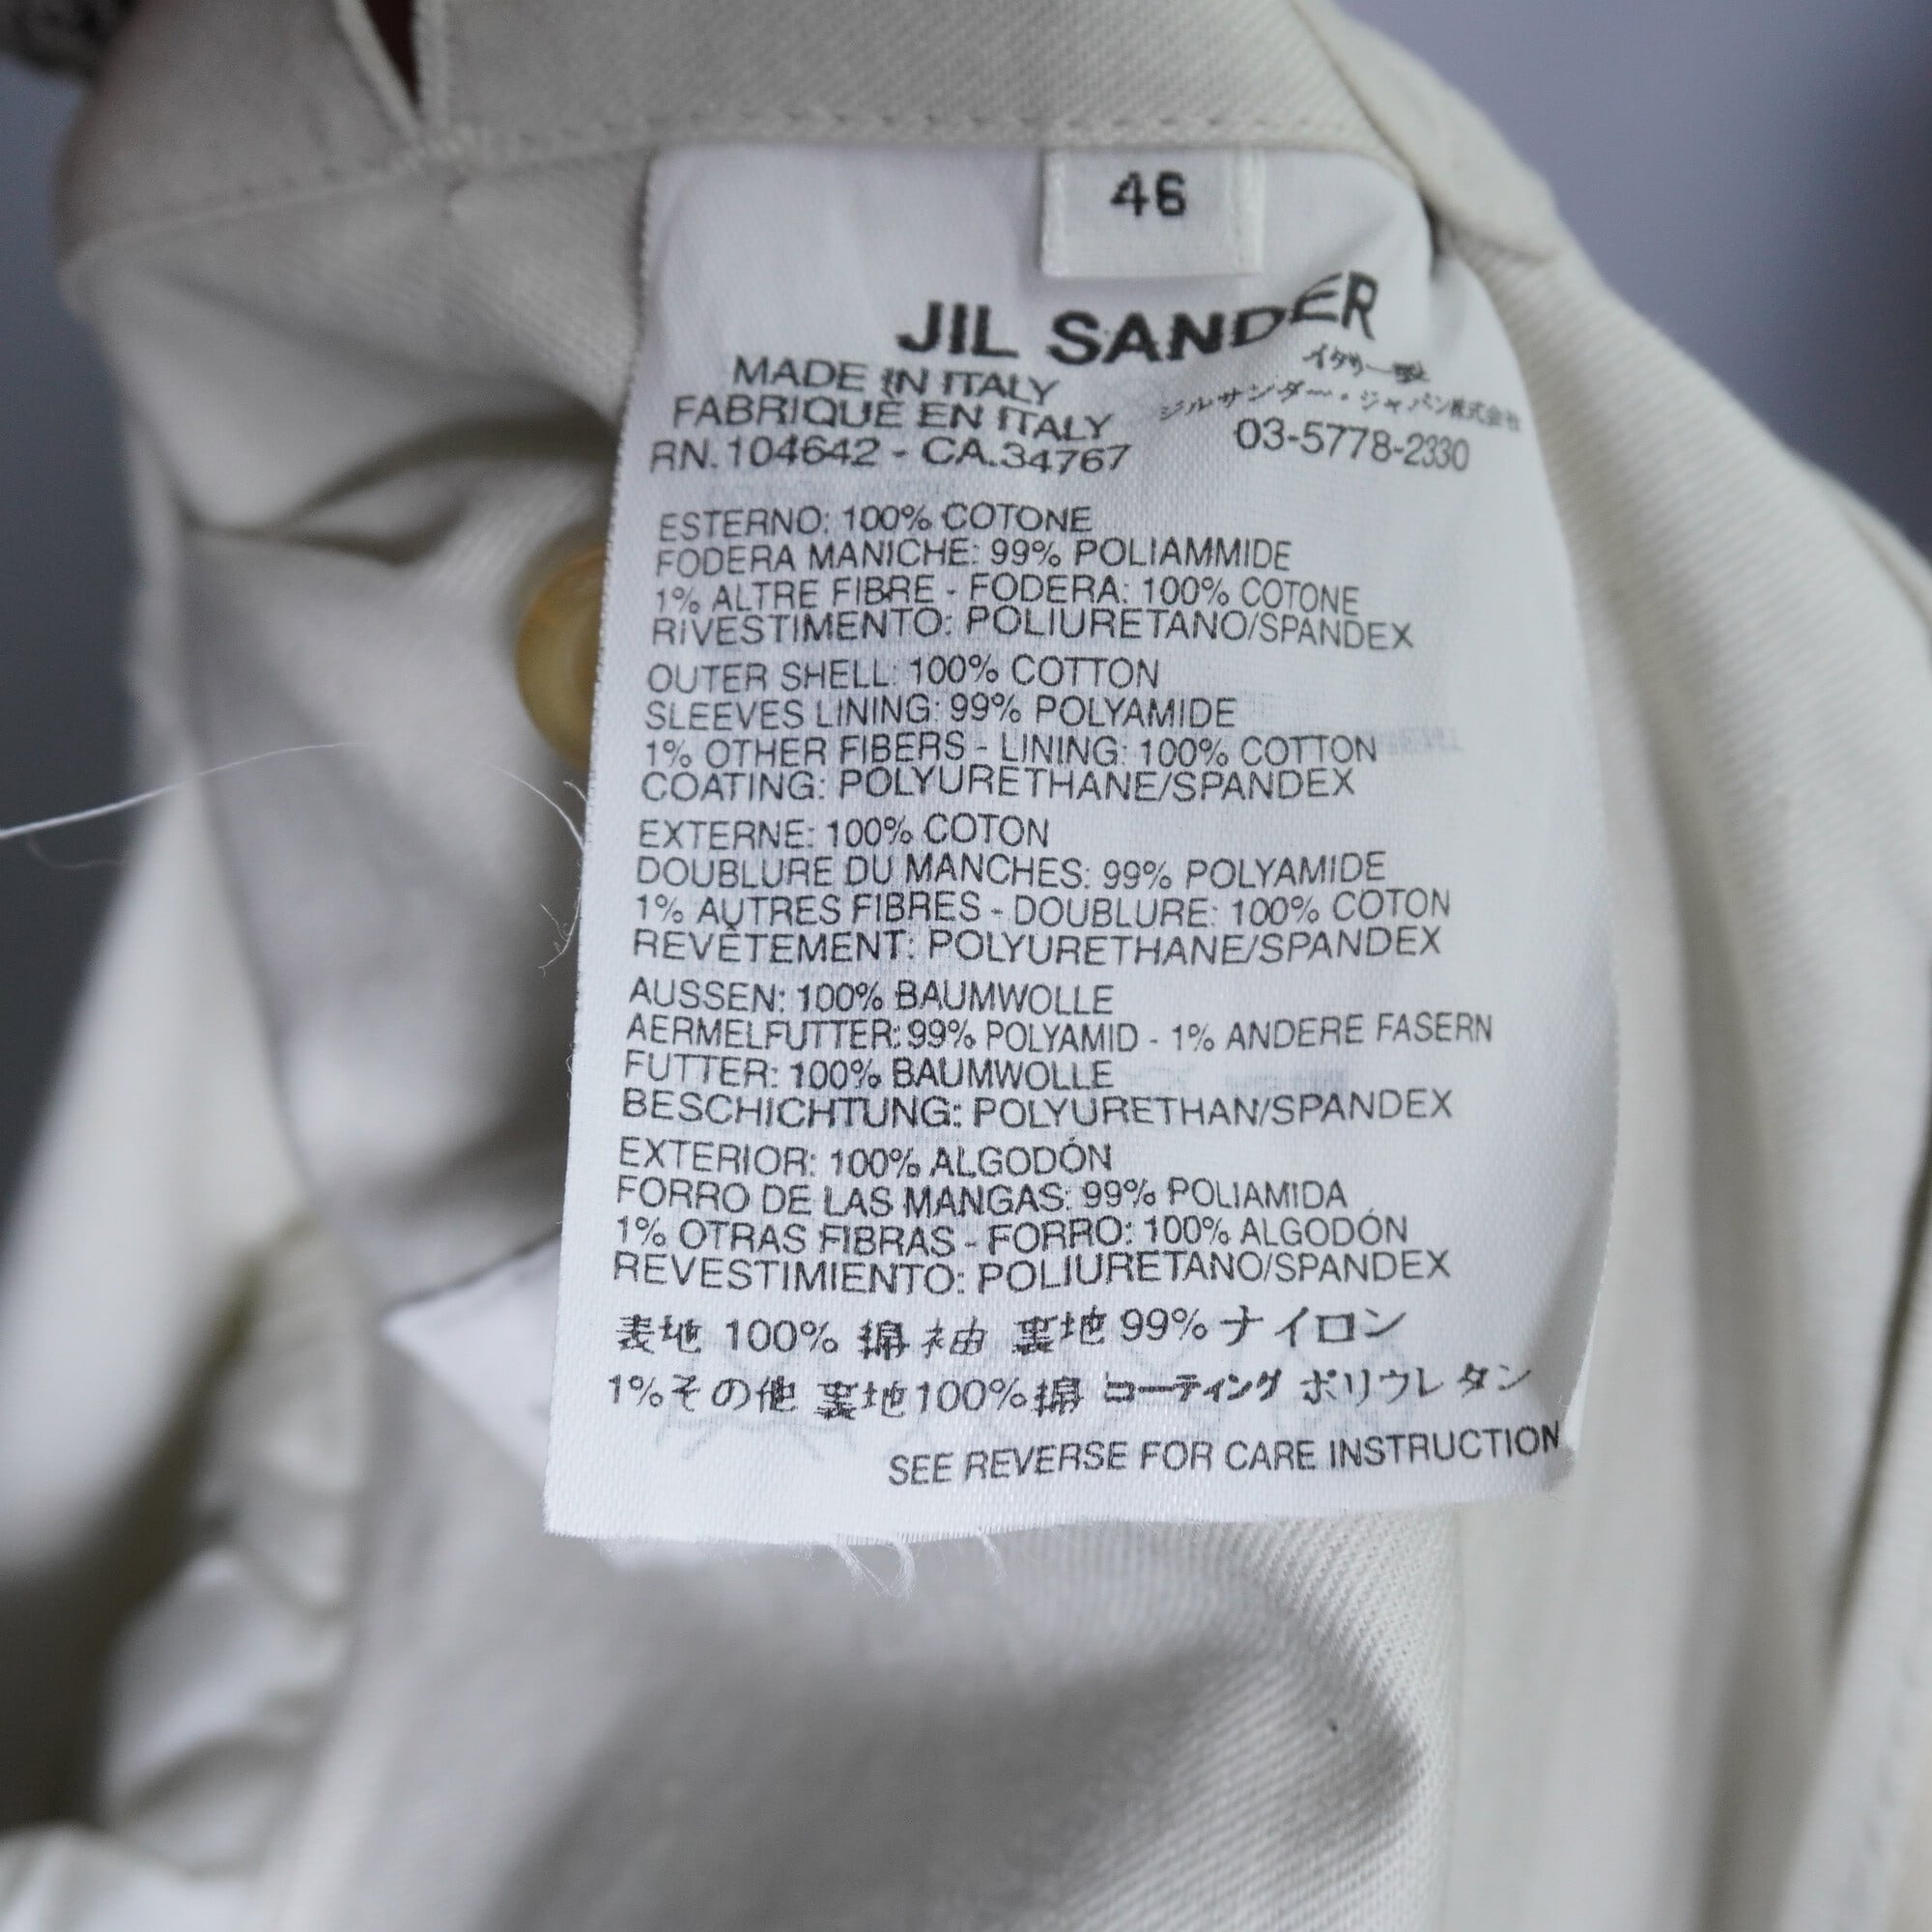 46
JIL SANDER
MADE IN ITALY
FABRIQUÉ EN ITALY
RN.104642 - CA.34767
イタリー製
ジルサンダー・ジャパン株式会社
03-5778-2330
ESTERNO: 100% COTONE
FODERA MANICHE: 99% POLIAMMIDE
1% ALTRE FIBRE - FODERA: 100% COTONE
RIVESTIMENTO: POLIURETANO/SPANDEX
OUTER SHELL: 100% COTTON
SLEEVES LINING: 99% POLYAMIDE
1% OTHER FIBERS - LINING: 100% COTTON
COATING: POLYURETHANE/SPANDEX
EXTERNE: 100% COTON
DOUBLURE DU MANCHES: 99% POLYAMIDE
1% AUTRES FIBRES - DOUBLURE: 100% COTON
REVÊTEMENT: POLYURETHANE/SPANDEX
AUSSEN: 100% BAUMWOLLE
AERMELFUTTER: 99% POLYAMID - 1% ANDERE FASERN
FUTTER: 100% BAUMWOLLE
BESCHICHTUNG: POLYURETHAN/SPANDEX
EXTERIOR: 100% ALGODÓN
FORRO DE LAS MANGAS: 99% POLIAMIDA
1% OTRAS FIBRAS - FORRO: 100% ALGODÓN
REVESTIMIENTO: POLIURETANO/SPANDEX
表地 100% 綿 袖 裏地 99% ナイロン
1%その他 裏地100%綿 コーティング ポリウレタン
SEE REVERSE FOR CARE INSTRUCTION